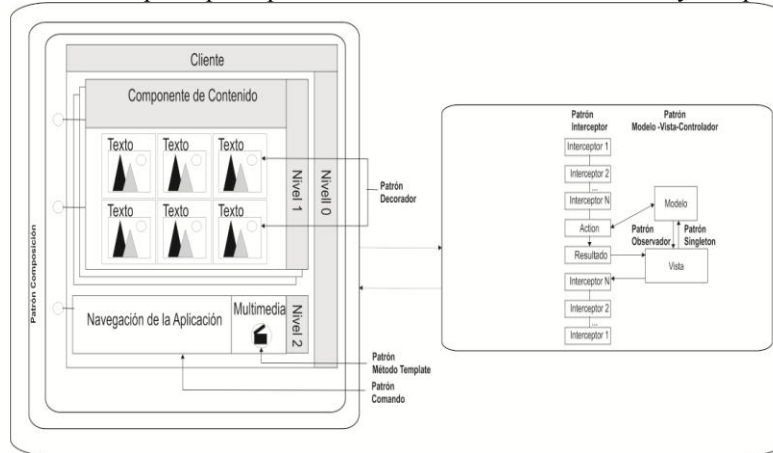 Cliente
Componente de Contenido
Texto Texto Texto
Texto Texto Texto
Nivel 1
Nivell 0
Patrón Composición
Patrón
Decorador
Navegación de la Aplicación
Multimedia
Nivel 2
Patrón
Método Template
Patrón
Comando
Patrón
Interceptor
Patrón
Modelo -Vista-Controlador
Interceptor 1
Interceptor 2
...
Interceptor N
Action
Resultado
Modelo
Patrón
Observador
Patrón
Singleton
Vista
Interceptor N
Interceptor 2
...
Interceptor 1